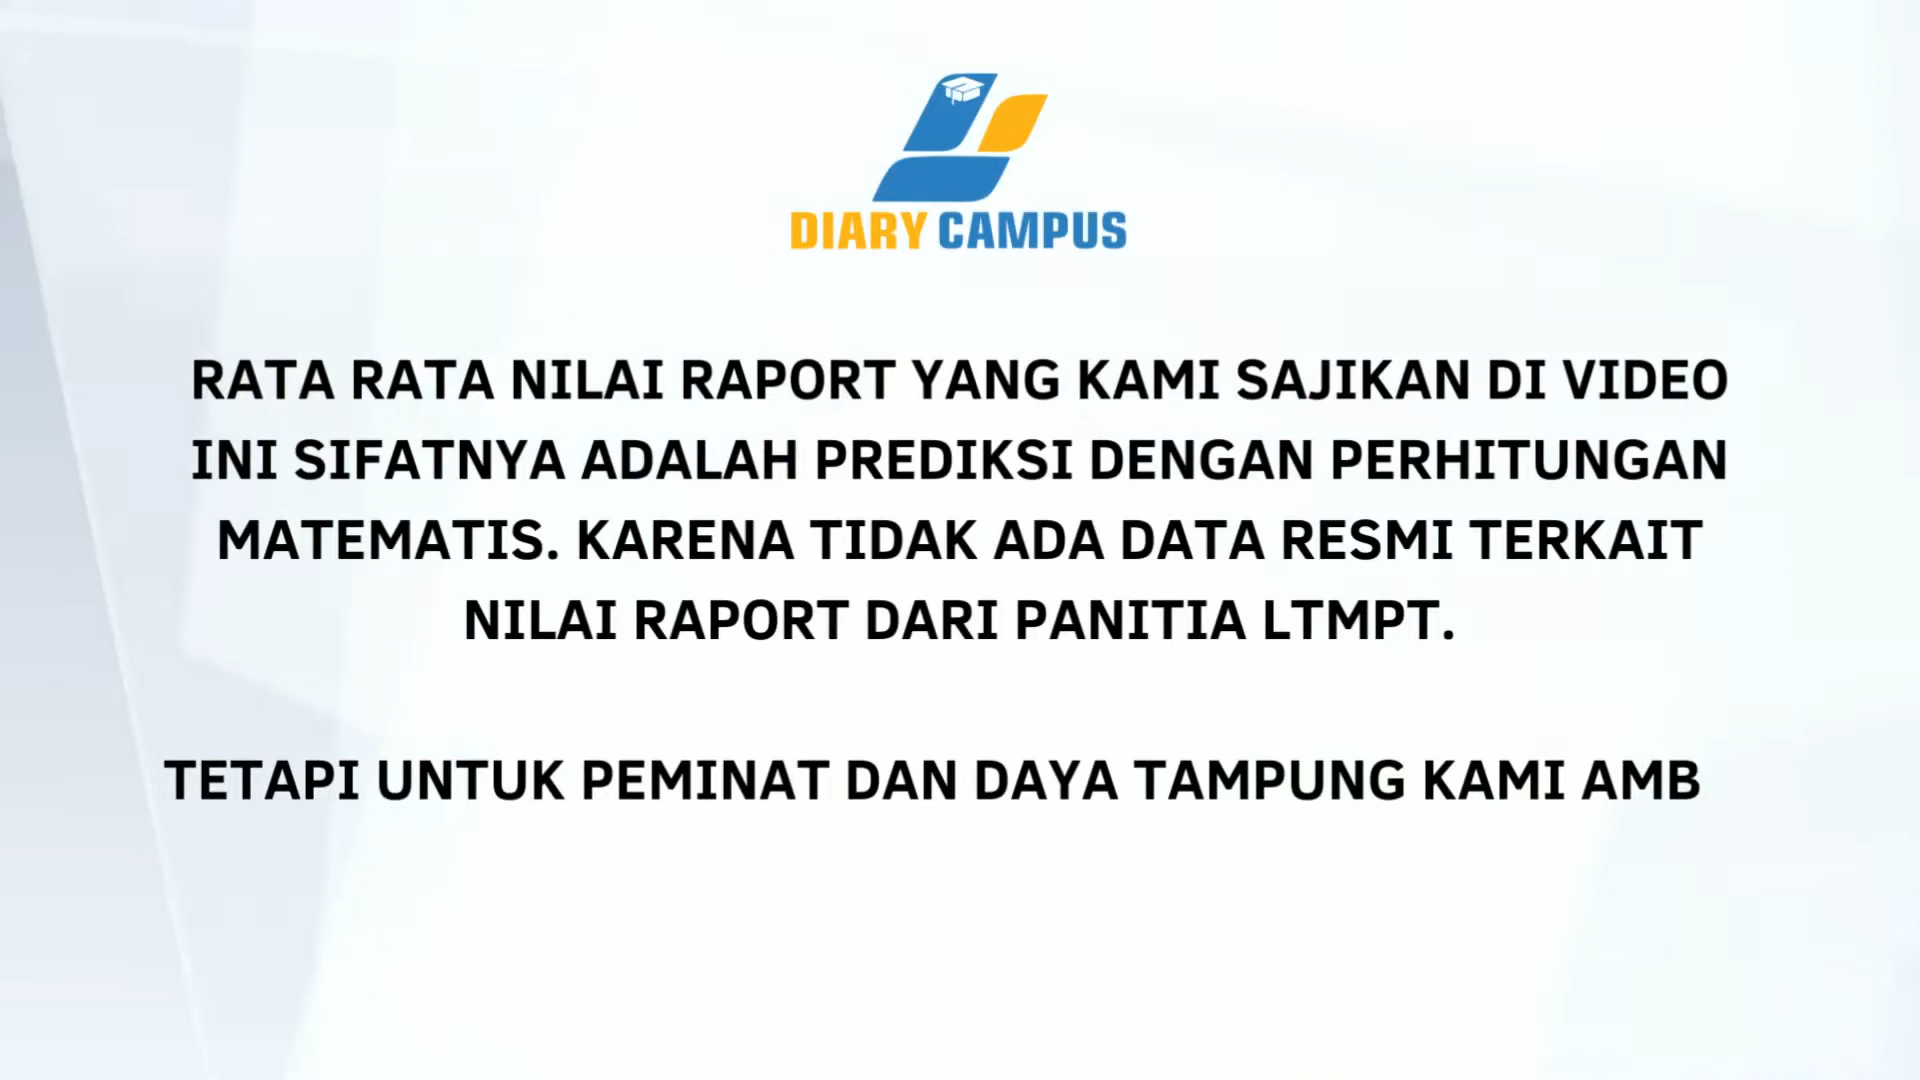 DIARY CAMPUS
RATA RATA NILAI RAPORT YANG KAMI SAJIKAN DI VIDEO
INI SIFATNYA ADALAH PREDIKSI DENGAN PERHITUNGAN
MATEMATIS. KARENA TIDAK ADA DATA RESMI TERKAIT
NILAI RAPORT DARI PANITIA LTMPT.
TETAPI UNTUK PEMINAT DAN DAYA TAMPUNG KAMI AMB